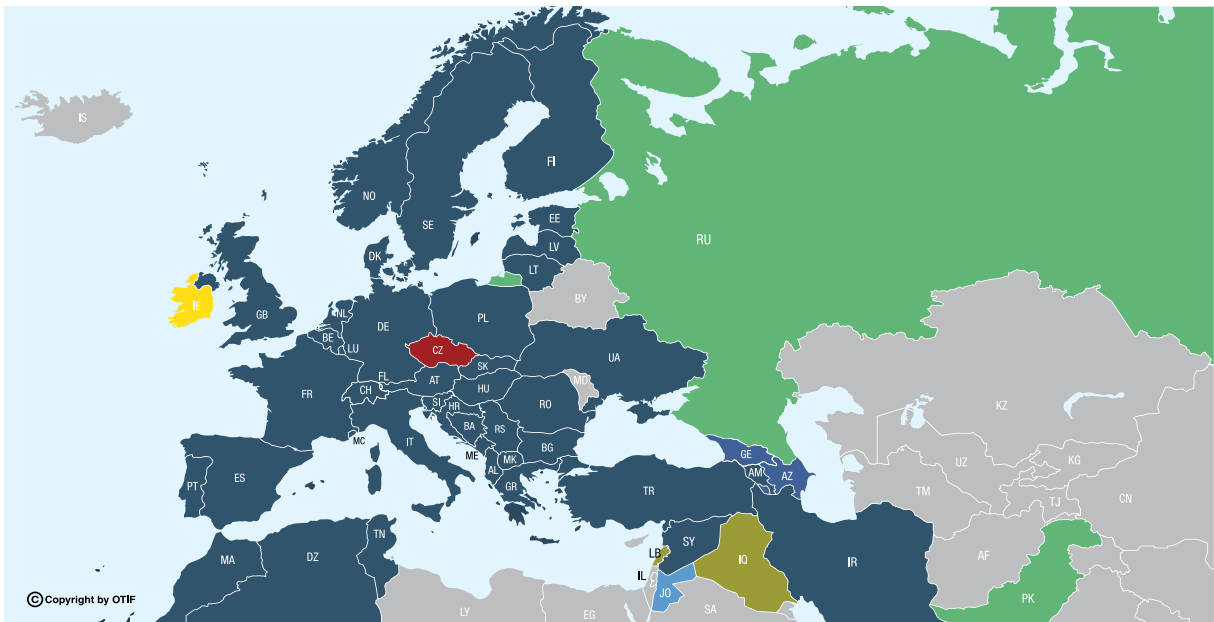 IS
FI
NO
SE
EE
RU
LV
DK
LT
BY
IE
GB
NL
DE
PL
BE
LU
CZ
UA
SK
FL
AT
MD
CH
HU
FR
SI
HR
RO
KZ
BA
RS
MC
IT
BG
ME
MK
GE
KG
UZ
AL
AM
AZ
ES
PT
GR
TR
TM
TJ
CN
TN
SY
MA
DZ
LB
IQ
IR
AF
IL
JO
PK
© Copyright by OTIF
LY
EG
SA